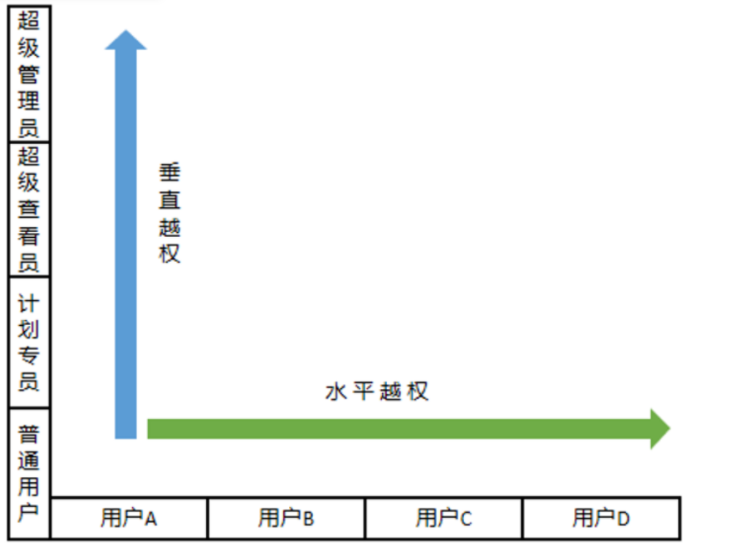 超级管理员
超级查看员
计划专员
普通用户
垂直越权
水平越权
用户A
用户B
用户C
用户D